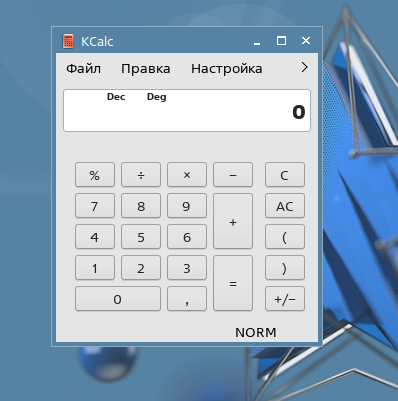 KCalc
Файл Правка Настройка
Dec Deg
0
% ÷ × − C
7 8 9 + AC
4 5 6 (
1 2 3 = )
0 , +/−
NORM